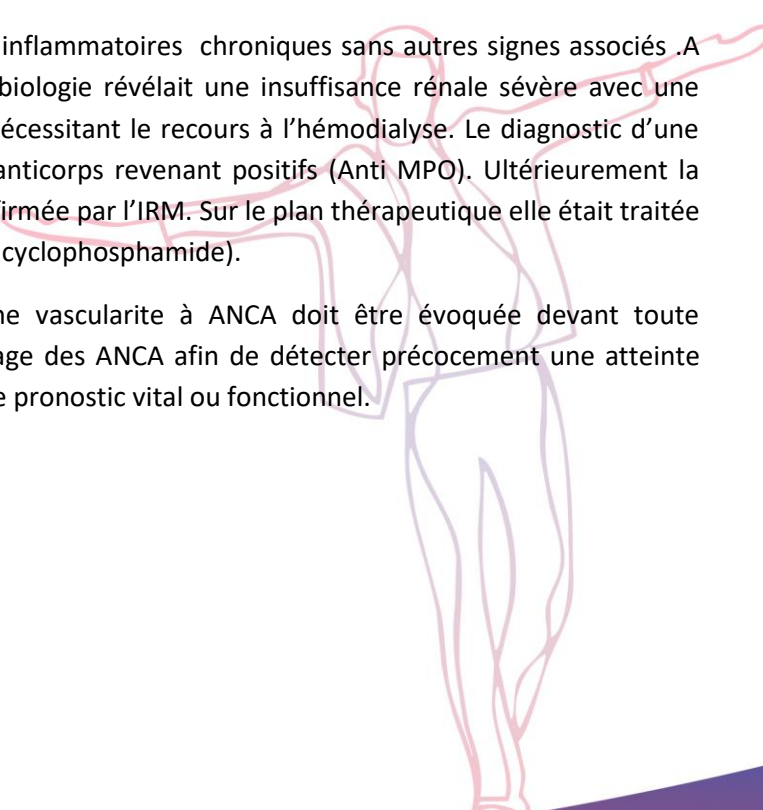 inflammatoires chroniques sans autres signes associés .A
biologie révélait une insuffisance rénale sévère avec une
écessitant le recours à l’hémodialyse. Le diagnostic d’une
anticorps revenant positifs (Anti MPO). Ultérieurement la
firmée par l’IRM. Sur le plan thérapeutique elle était traitée
cyclophosphamide).
ne vascularite à ANCA doit être évoquée devant toute
age des ANCA afin de détecter précocement une atteinte
e pronostic vital ou fonctionnel.